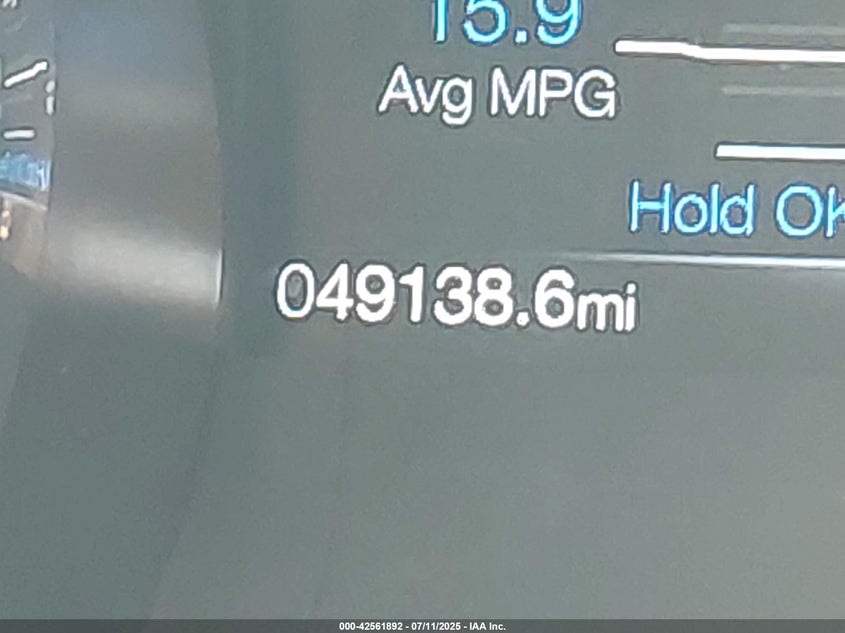 15.9
Avg MPG
Hold OK
049138.6mi
000-42561892 - 07/11/2025 - IAA Inc.